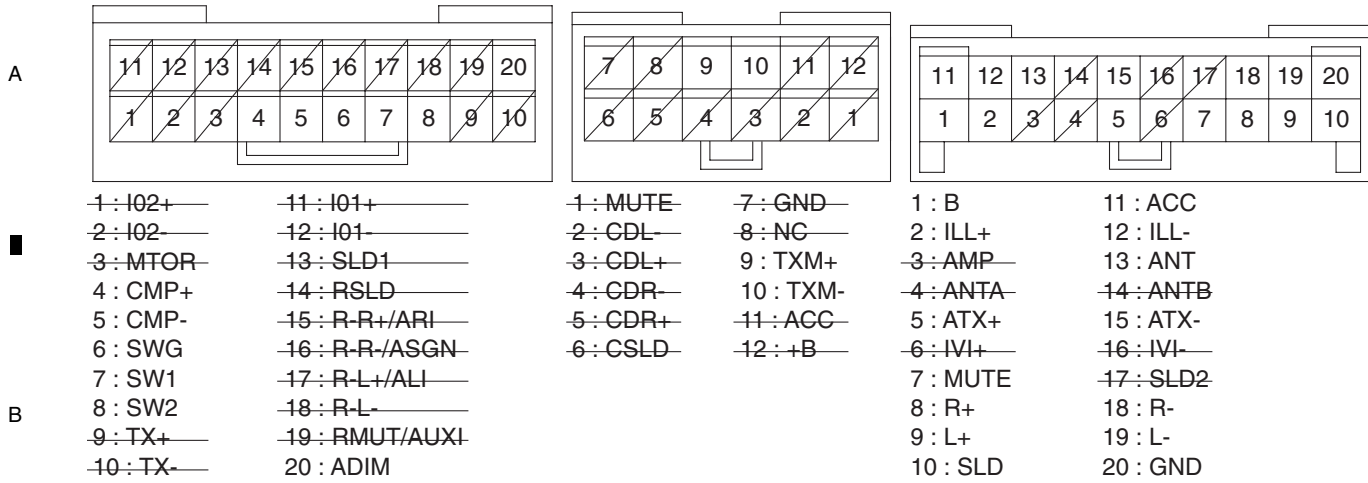 A
11 12 13 14 15 16 17 18 19 20
1 2 3 4 5 6 7 8 9 10
7 8 9 10 11 12
6 5 4 3 2 1
11 12 13 14 15 16 17 18 19 20
1 2 3 4 5 6 7 8 9 10
1 : I02+
2 : I02-
3 : MTOR
4 : CMP+
5 : CMP-
6 : SWG
7 : SW1
8 : SW2
9 : TX+
10 : TX-
11 : I01+
12 : I01-
13 : SLD1
14 : RSLD
15 : R-R+/ARI
16 : R-R-/ASGN
17 : R-L+/ALI
18 : R-L-
19 : RMUT/AUXI
20 : ADIM
1 : MUTE
2 : CDL-
3 : CDL+
4 : CDR-
5 : CDR+
6 : CSLD
7 : GND
8 : NC
9 : TXM+
10 : TXM-
11 : ACC
12 : +B
1 : B
2 : ILL+
3 : AMP
4 : ANTA
5 : ATX+
6 : IVI+
7 : MUTE
8 : R+
9 : L+
10 : SLD
11 : ACC
12 : ILL-
13 : ANT
14 : ANTB
15 : ATX-
16 : IVI-
17 : SLD2
18 : R-
19 : L-
20 : GND
B